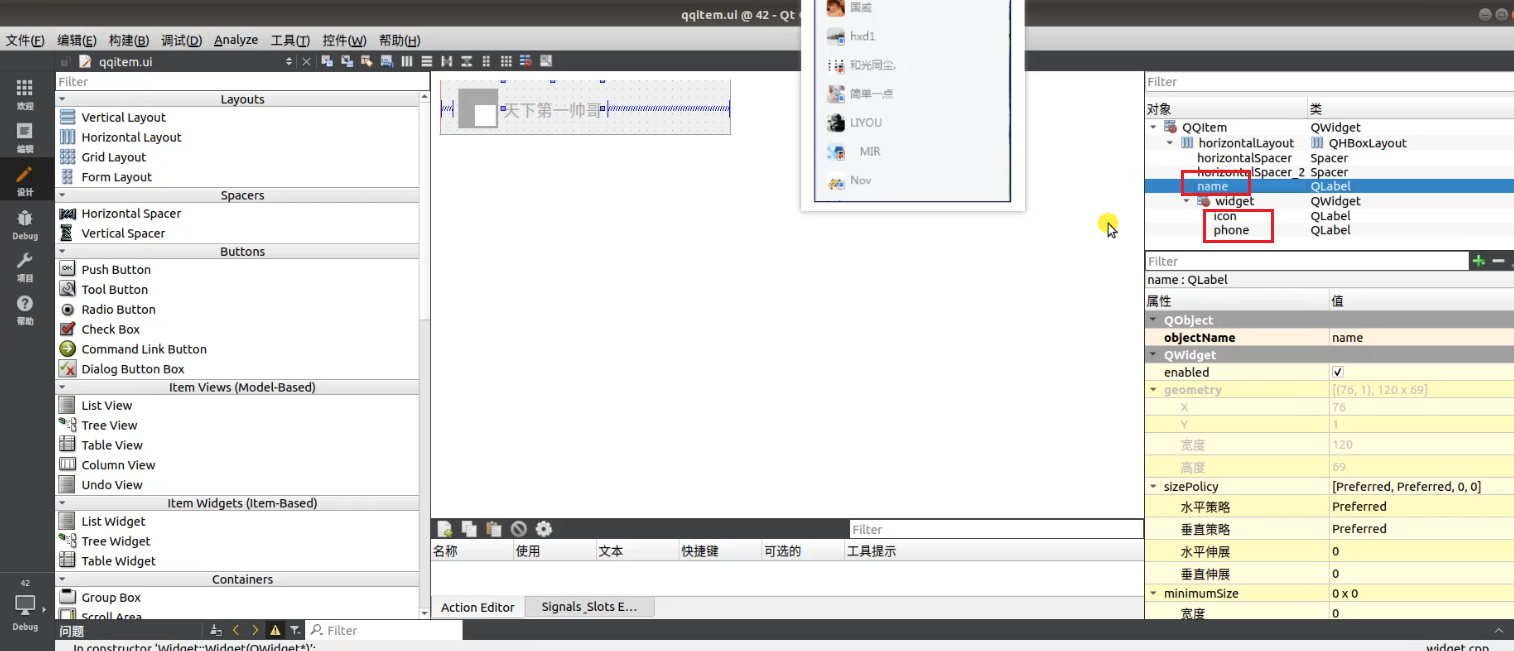 qqitem.ui @ 42 - Qt
文件(F) 编辑(E) 构建(B) 调试(D) Analyze 工具(T) 控件(W) 帮助(H)
qqitem.ui
欢迎
编辑
设计
Debug
项目
帮助
42
Debug
Filter
Layouts
Vertical Layout
Horizontal Layout
Grid Layout
Form Layout
Spacers
Horizontal Spacer
Vertical Spacer
Buttons
OK Push Button
Tool Button
Radio Button
Check Box
Command Link Button
Dialog Button Box
Item Views (Model-Based)
List View
Tree View
Table View
Column View
Undo View
Item Widgets (Item-Based)
List Widget
Tree Widget
Table Widget
Containers
Group Box
Scroll Area
天下第一帅哥
国威
hxd1
和光同尘.
简单一点
LIYOU
MIR
Nov
Filter
名称 使用 文本 快捷键 可选的 工具提示
Action Editor Signals_Slots E...
Filter
对象 类
QQItem QWidget
horizontalLayout QHBoxLayout
horizontalSpacer Spacer
horizontalSpacer_2 Spacer
name QLabel
widget QWidget
icon QLabel
phone QLabel
Filter
name : QLabel
属性 值
QObject
objectName name
QWidget
enabled
geometry [(76, 1), 120 x 69]
X 76
Y 1
宽度 120
高度 69
sizePolicy [Preferred, Preferred, 0, 0]
水平策略 Preferred
垂直策略 Preferred
水平伸展 0
垂直伸展 0
minimumSize 0 x 0
宽度 0
问题 Filter
In constructor 'Widget::Widget(QWidget*)': widget.cpp